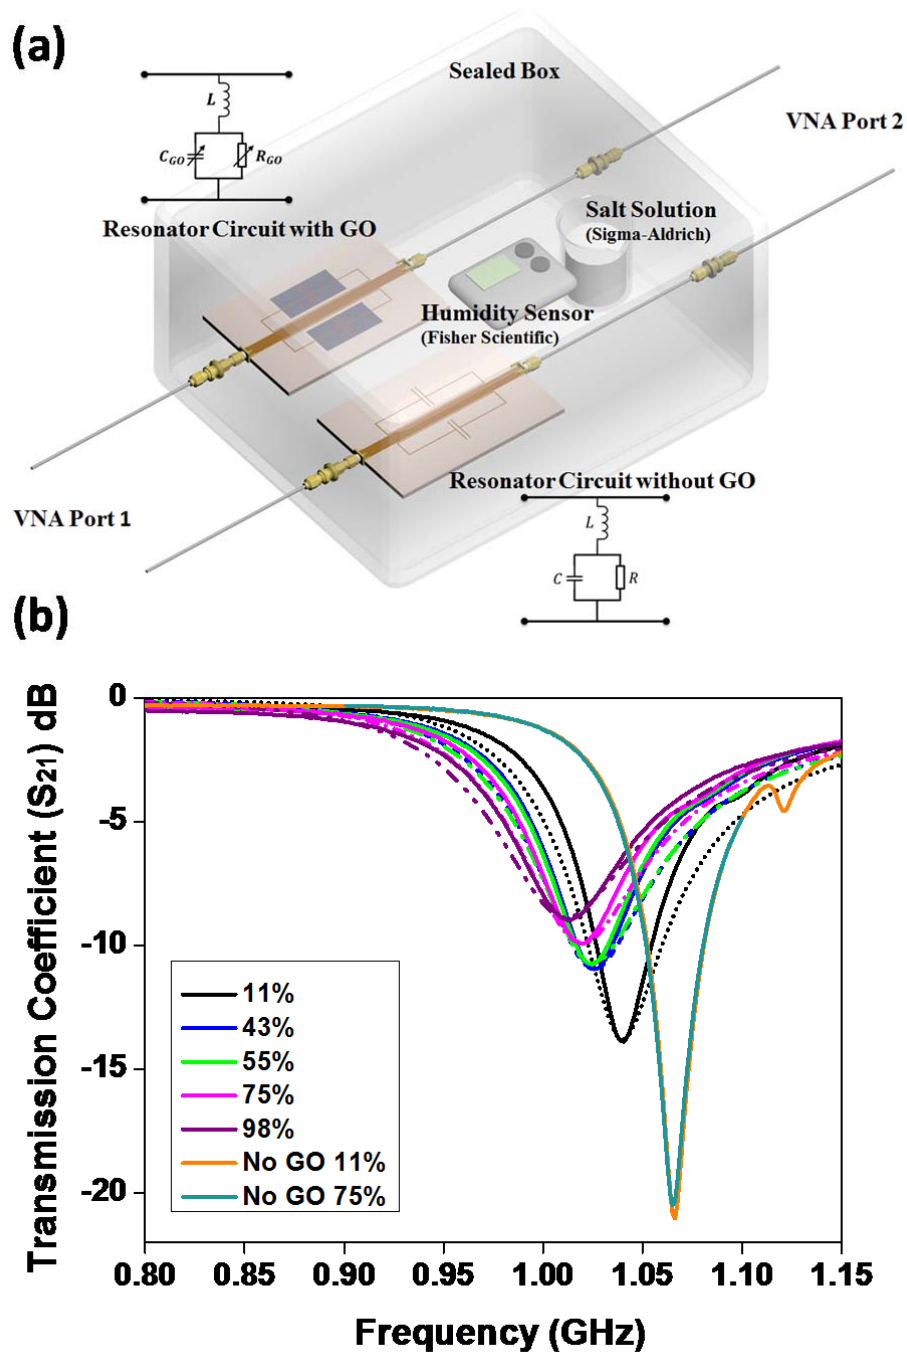 (a)
Sealed Box
L
VNA Port 2
C_GO
R_GO
Salt Solution
(Sigma-Aldrich)
Resonator Circuit with GO
Humidity Sensor
(Fisher Scientific)
Resonator Circuit without GO
VNA Port 1
L
C
R
(b)
Transmission Coefficient (S21) dB
0
-5
-10
-15
-20
11%
43%
55%
75%
98%
No GO 11%
No GO 75%
0.80 0.85 0.90 0.95 1.00 1.05 1.10 1.15
Frequency (GHz)